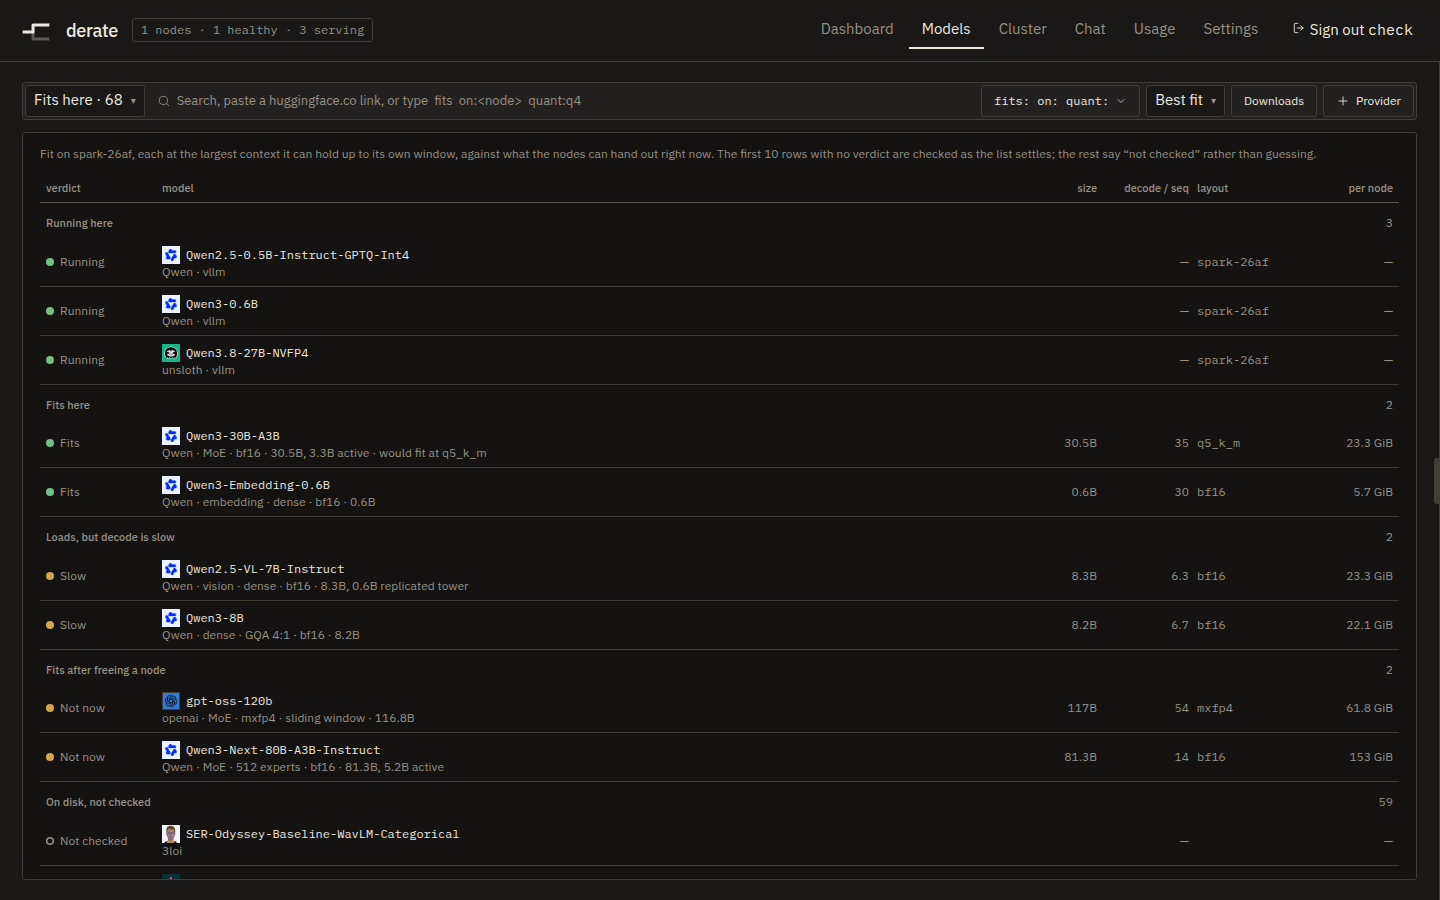 derate
1 nodes · 1 healthy · 3 serving
Dashboard Models Cluster Chat Usage Settings Sign out check
Fits here · 68 ▾ Search, paste a huggingface.co link, or type fits on:<node> quant:q4 fits: on: quant: Best fit ▾ Downloads + Provider
Fit on spark-26af, each at the largest context it can hold up to its own window, against what the nodes can hand out right now. The first 10 rows with no verdict are checked as the list settles; the rest say “not checked” rather than guessing.
verdict model size decode / seq layout per node
Running here 3
Running Qwen2.5-0.5B-Instruct-GPTQ-Int4 — spark-26af —
Qwen · vllm
Running Qwen3-0.6B — spark-26af —
Qwen · vllm
Running Qwen3.8-27B-NVFP4 — spark-26af —
unsloth · vllm
Fits here 2
Fits Qwen3-30B-A3B 30.5B 35 q5_k_m 23.3 GiB
Qwen · MoE · bf16 · 30.5B, 3.3B active · would fit at q5_k_m
Fits Qwen3-Embedding-0.6B 0.6B 30 bf16 5.7 GiB
Qwen · embedding · dense · bf16 · 0.6B
Loads, but decode is slow 2
Slow Qwen2.5-VL-7B-Instruct 8.3B 6.3 bf16 23.3 GiB
Qwen · vision · dense · bf16 · 8.3B, 0.6B replicated tower
Slow Qwen3-8B 8.2B 6.7 bf16 22.1 GiB
Qwen · dense · GQA 4:1 · bf16 · 8.2B
Fits after freeing a node 2
Not now gpt-oss-120b 117B 54 mxfp4 61.8 GiB
openai · MoE · mxfp4 · sliding window · 116.8B
Not now Qwen3-Next-80B-A3B-Instruct 81.3B 14 bf16 153 GiB
Qwen · MoE · 512 experts · bf16 · 81.3B, 5.2B active
On disk, not checked 59
Not checked SER-Odyssey-Baseline-WavLM-Categorical — —
3loi